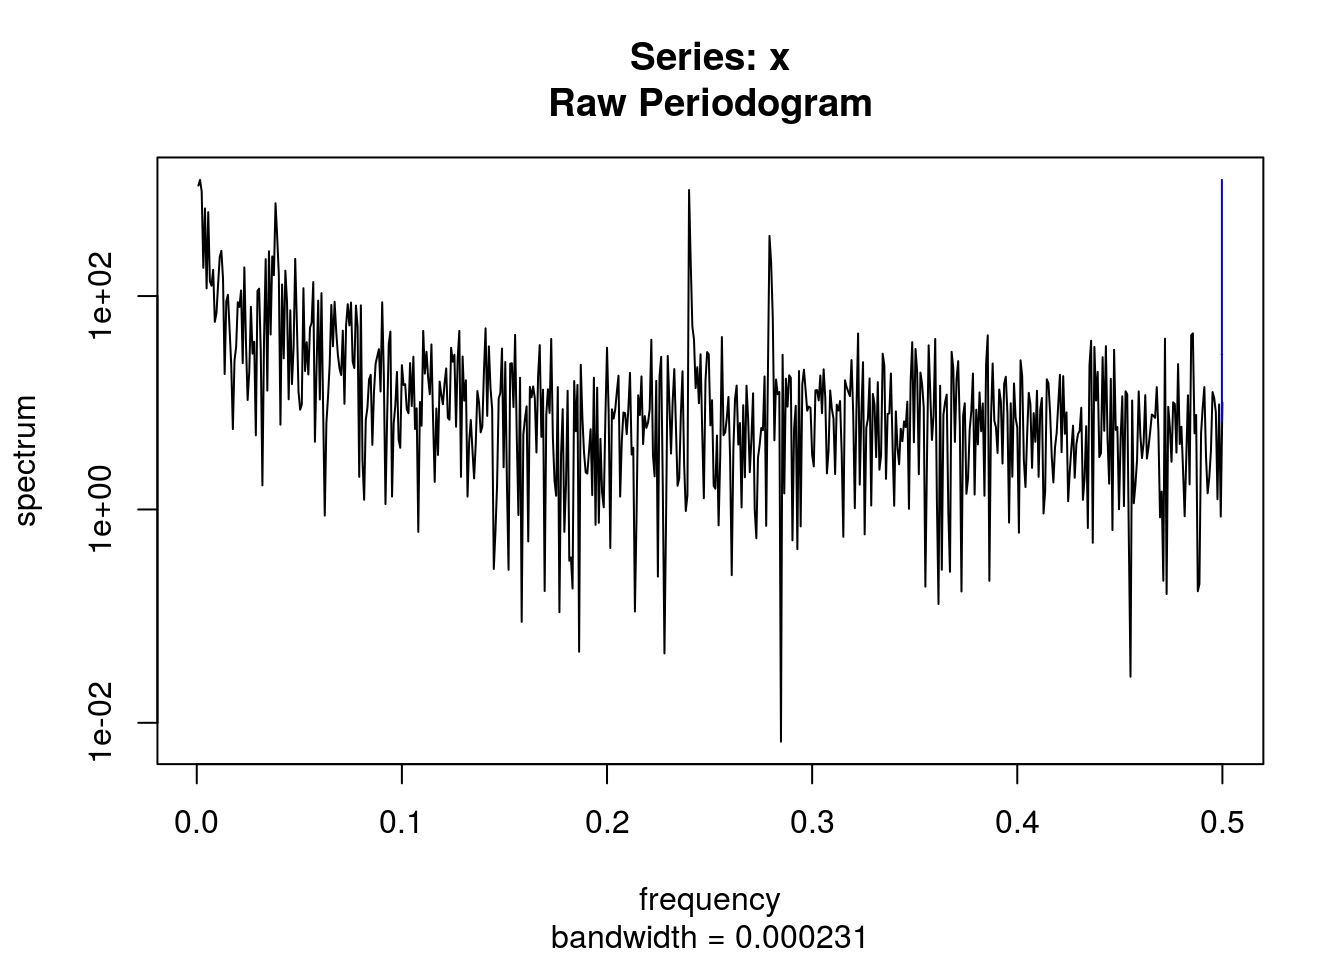 Series: x
Raw Periodogram
spectrum
1e+02
1e+00
1e-02
0.0 0.1 0.2 0.3 0.4 0.5
frequency
bandwidth = 0.000231